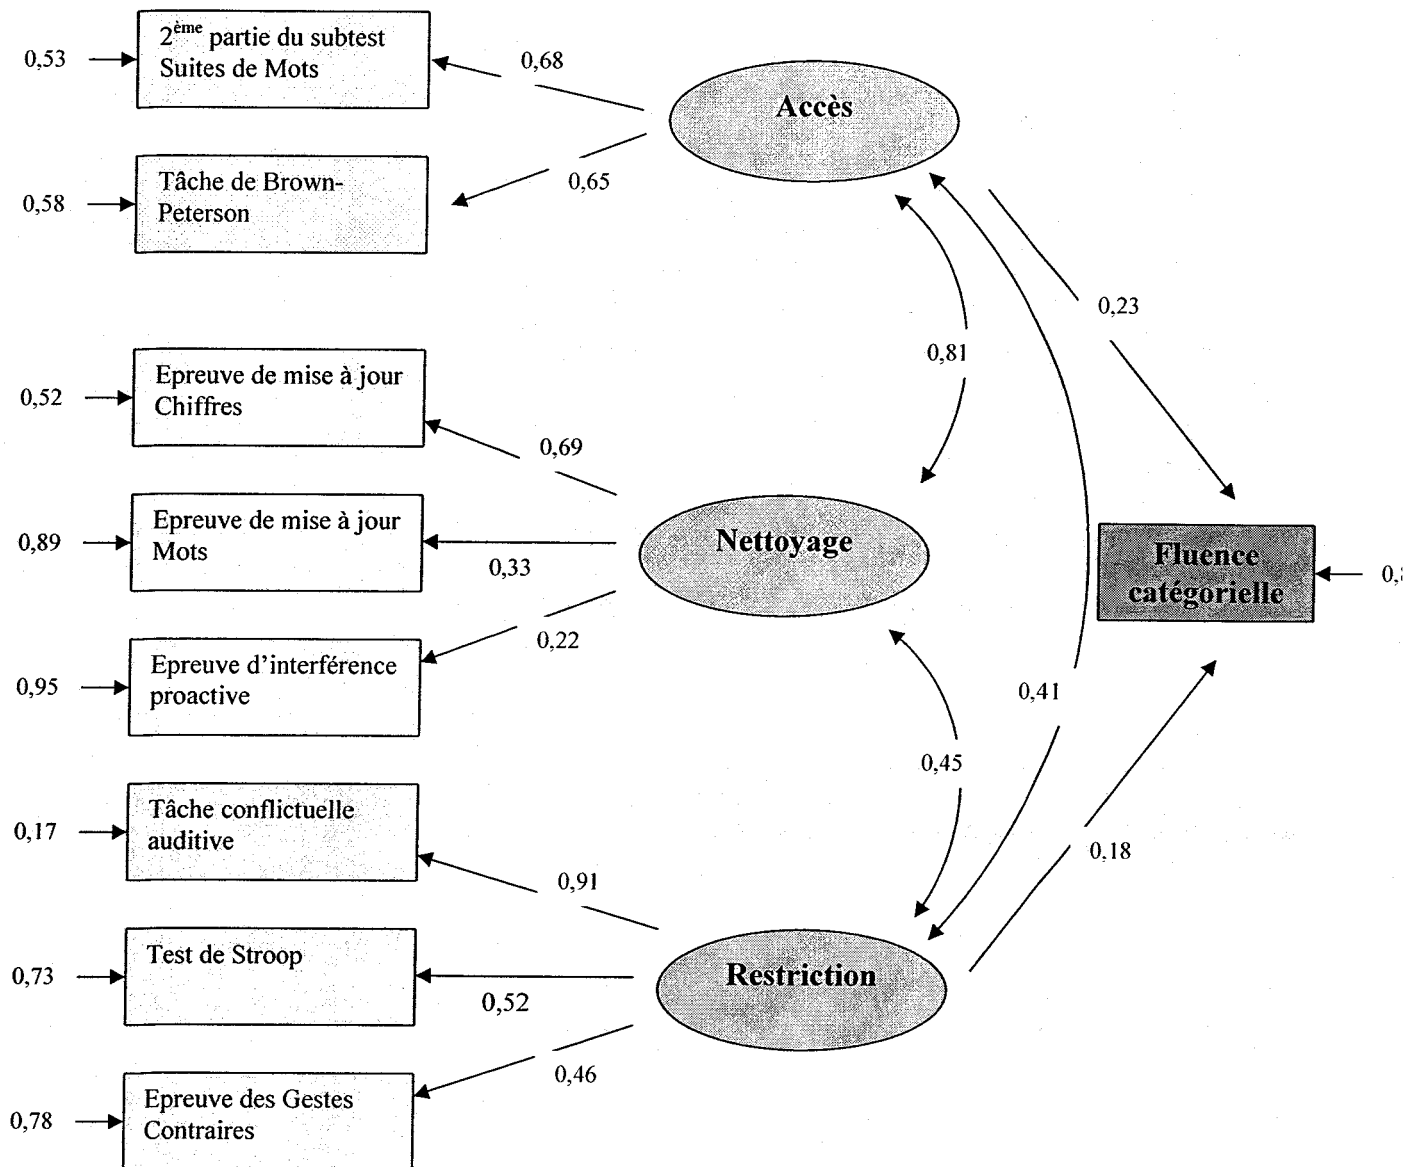 2ème partie du subtest
Suites de Mots
0,53
0,68
Accès
Tâche de Brown-
Peterson
0,58
0,65
0,23
0,81
Epreuve de mise à jour
Chiffres
0,52
0,69
Epreuve de mise à jour
Mots
0,89
0,33
Nettoyage
Fluence
catégorielle
Epreuve d'interférence
proactive
0,95
0,22
0,41
0,45
Tâche conflictuelle
auditive
0,17
0,91
0,18
Test de Stroop
0,73
0,52
Restriction
Epreuve des Gestes
Contraires
0,78
0,46